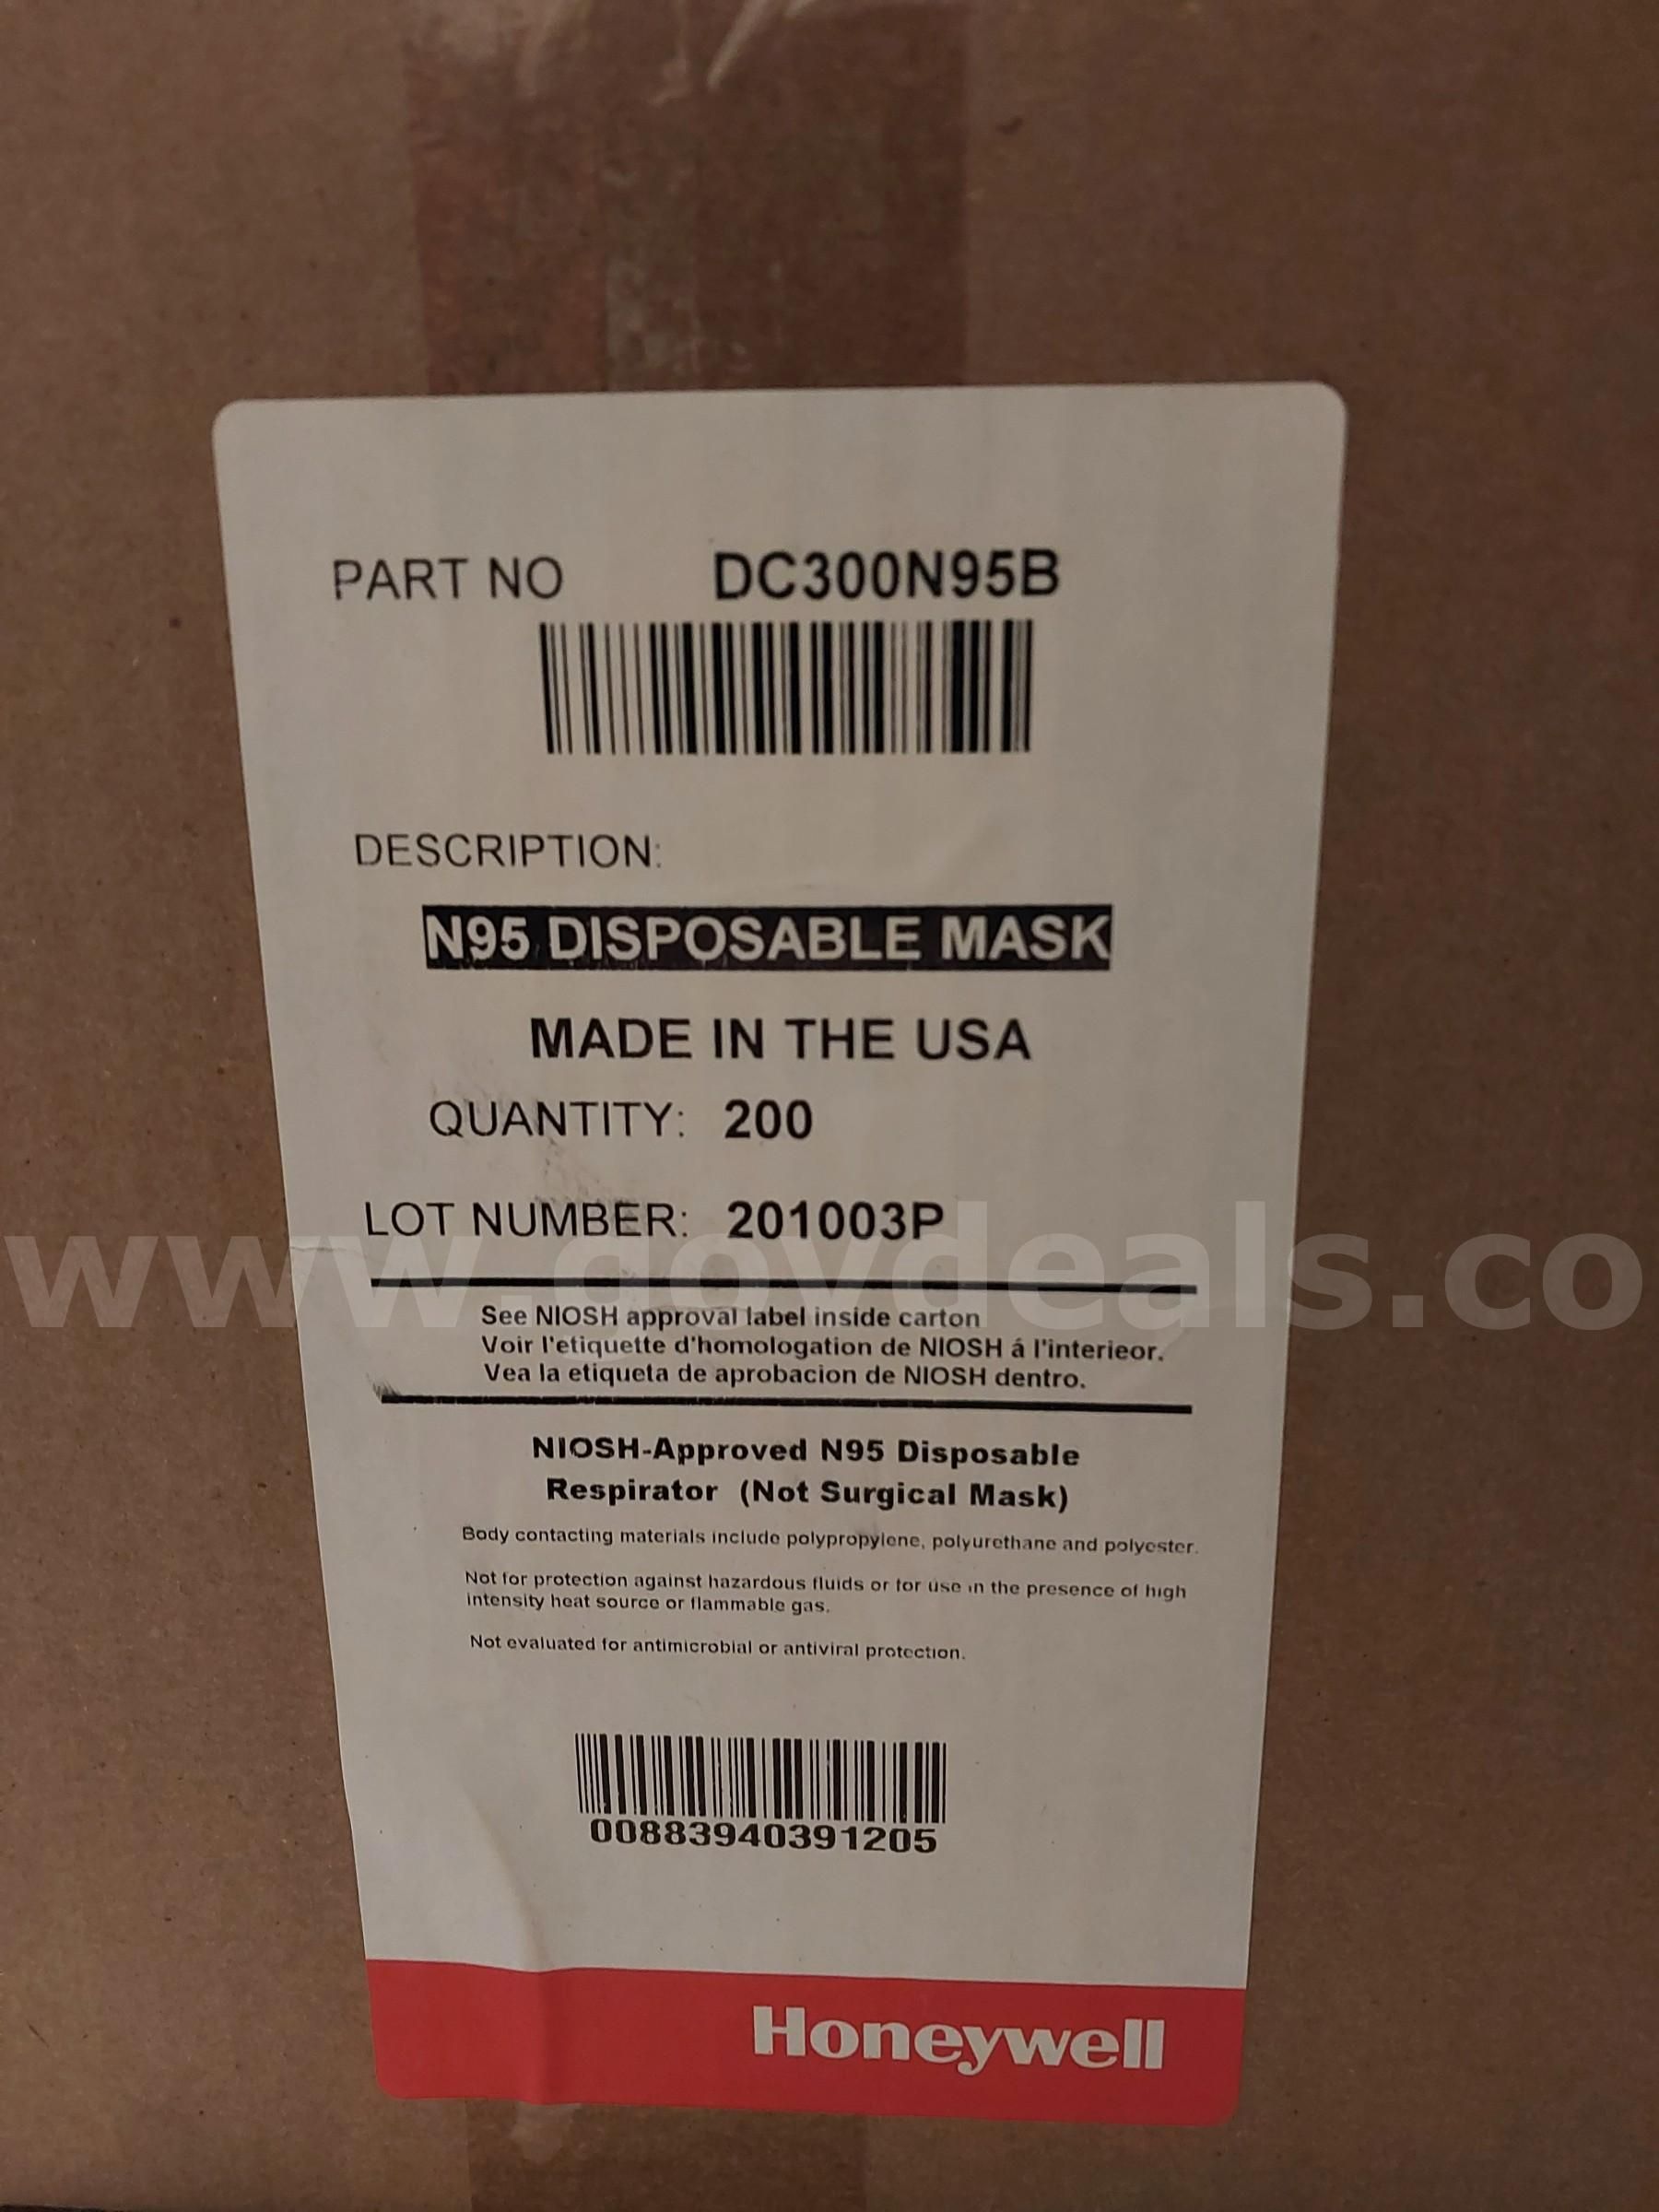 PART NO DC300N95B
DESCRIPTION:
N95 DISPOSABLE MASK
MADE IN THE USA
QUANTITY: 200
LOT NUMBER: 201003P
www.govdeals.co
See NIOSH approval label inside carton
Voir l'etiquette d'homologation de NIOSH á l'interieor.
Vea la etiqueta de aprobacion de NIOSH dentro.
NIOSH-Approved N95 Disposable
Respirator (Not Surgical Mask)
Body contacting materials include polypropylene, polyurethane and polyester.
Not for protection against hazardous fluids or for use in the presence of high
intensity heat source or flammable gas.
Not evaluated for antimicrobial or antiviral protection.
00883940391205
Honeywell